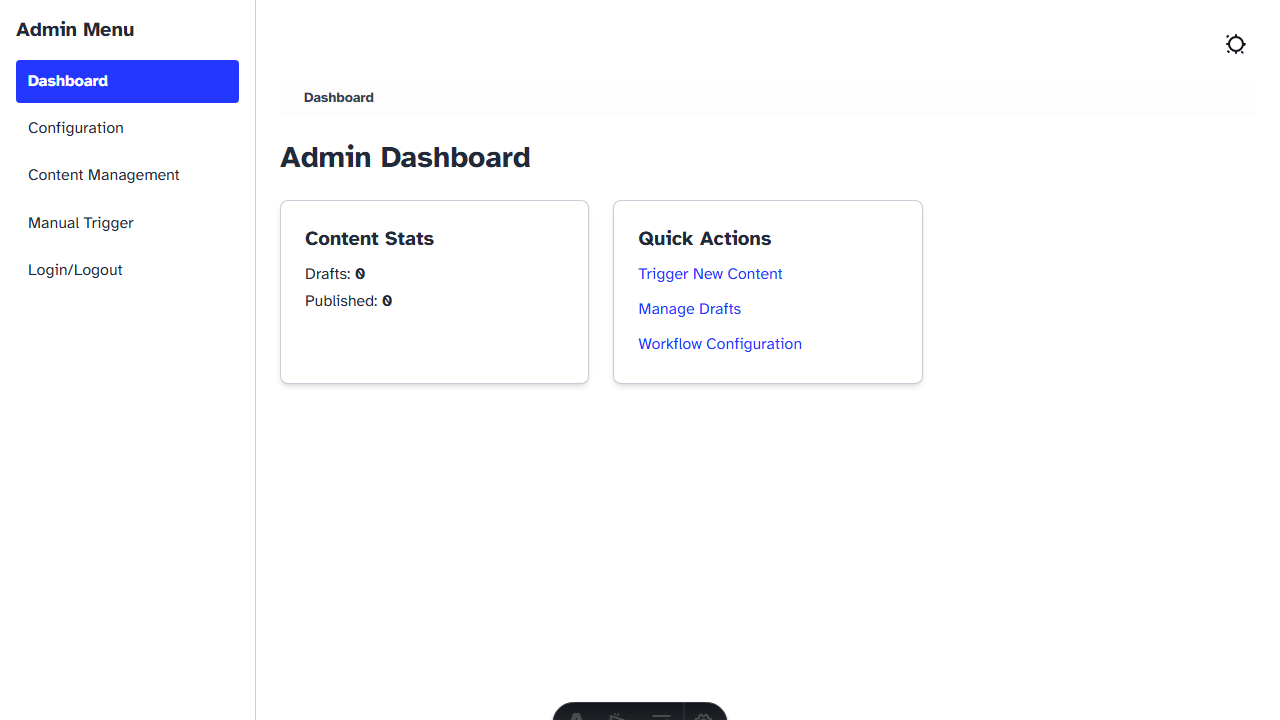 Admin Menu
Dashboard
Configuration
Content Management
Manual Trigger
Login/Logout
Dashboard
Admin Dashboard
Content Stats
Drafts: 0
Published: 0
Quick Actions
Trigger New Content
Manage Drafts
Workflow Configuration